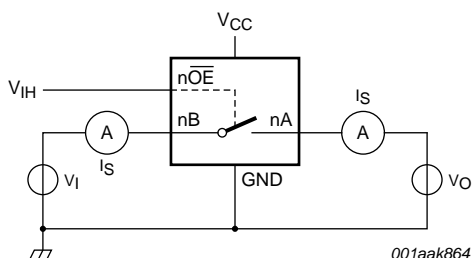 VCC
nOE
VIH
nB
nA
IS
A
A
IS
VI
GND
VO
001aak864